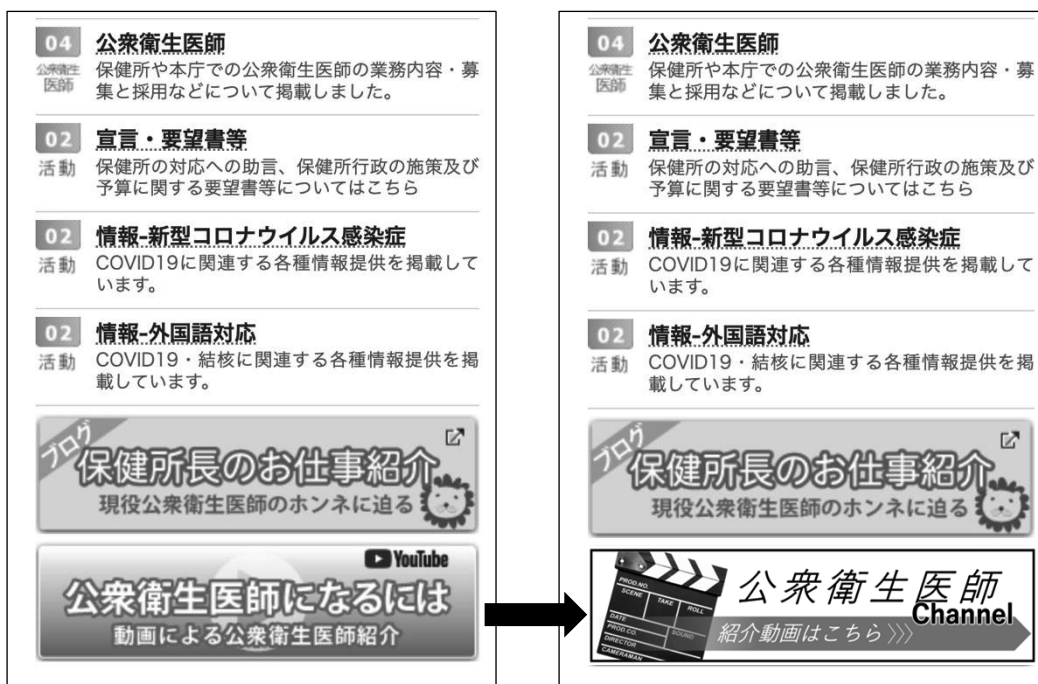 04 公衆衛生医師
公衆衛生
医師
保健所や本庁での公衆衛生医師の業務内容・募
集と採用などについて掲載しました。
02 宣言・要望書等
活動
保健所の対応への助言、保健所行政の施策及び
予算に関する要望書等についてはこちら
02 情報-新型コロナウイルス感染症
活動
COVID19に関連する各種情報提供を掲載して
います。
02 情報-外国語対応
活動
COVID19・結核に関連する各種情報提供を掲
載しています。
ブログ
保健所長のお仕事紹介
現役公衆衛生医師のホンネに迫る
YouTube
公衆衛生医師になるには
動画による公衆衛生医師紹介
04 公衆衛生医師
公衆衛生
医師
保健所や本庁での公衆衛生医師の業務内容・募
集と採用などについて掲載しました。
02 宣言・要望書等
活動
保健所の対応への助言、保健所行政の施策及び
予算に関する要望書等についてはこちら
02 情報-新型コロナウイルス感染症
活動
COVID19に関連する各種情報提供を掲載して
います。
02 情報-外国語対応
活動
COVID19・結核に関連する各種情報提供を掲
載しています。
ブログ
保健所長のお仕事紹介
現役公衆衛生医師のホンネに迫る
PROD.NO.
SCENE TAKE ROLL
DATE SOUND
PROD.CO.
DIRECTOR
CAMERAMAN
公衆衛生医師
Channel
紹介動画はこちら》》